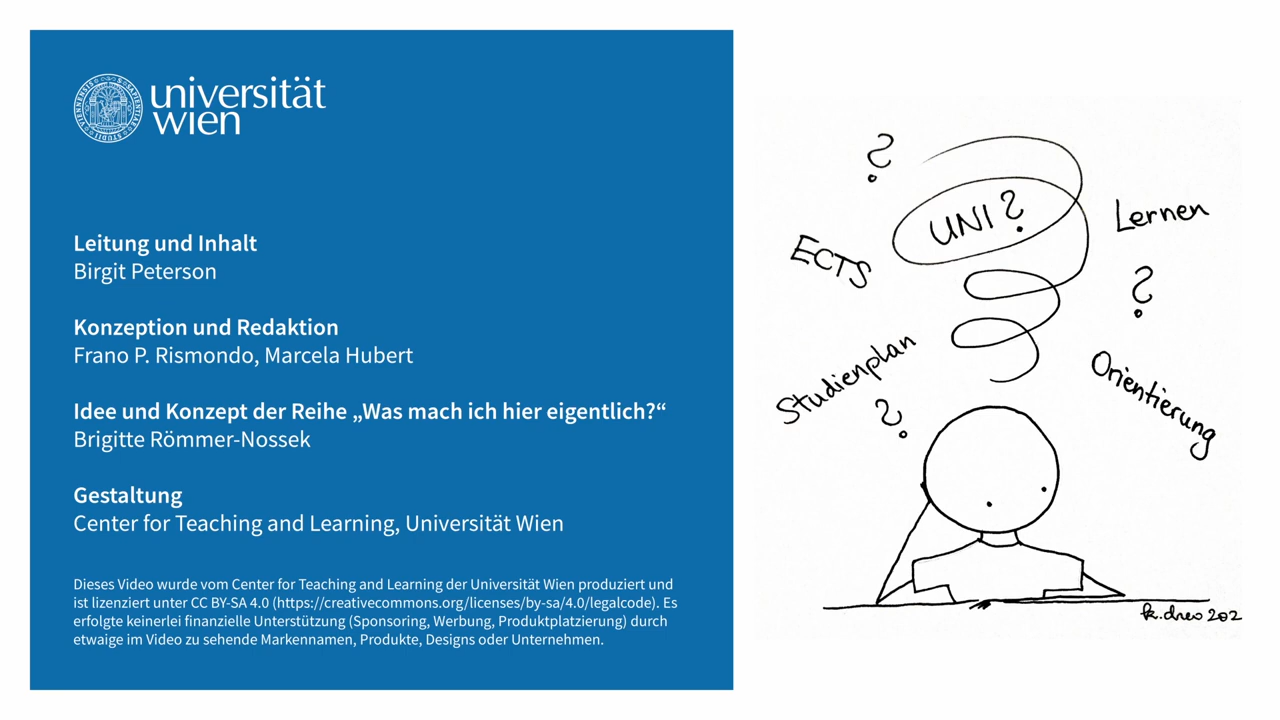 universität
wien
Leitung und Inhalt
Birgit Peterson
Konzeption und Redaktion
Frano P. Rismondo, Marcela Hubert
Idee und Konzept der Reihe „Was mach ich hier eigentlich?“
Brigitte Römmer-Nossek
Gestaltung
Center for Teaching and Learning, Universität Wien
Dieses Video wurde vom Center for Teaching and Learning der Universität Wien produziert und
ist lizenziert unter CC BY-SA 4.0 (https://creativecommons.org/licenses/by-sa/4.0/legalcode). Es
erfolgte keinerlei finanzielle Unterstützung (Sponsoring, Werbung, Produktplatzierung) durch
etwaige im Video zu sehende Markennamen, Produkte, Designs oder Unternehmen.
?
UNI?
Lernen
ECTS
?
Studienplan
?
Orientierung